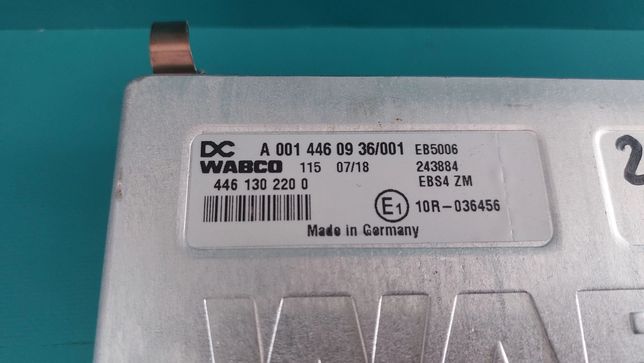 DC A 001 446 09 36/001 EB5006
WABCO 115 07/18 243884
446 130 220 0 EBS4 ZM
E1 10R-036456
Made in Germany
2